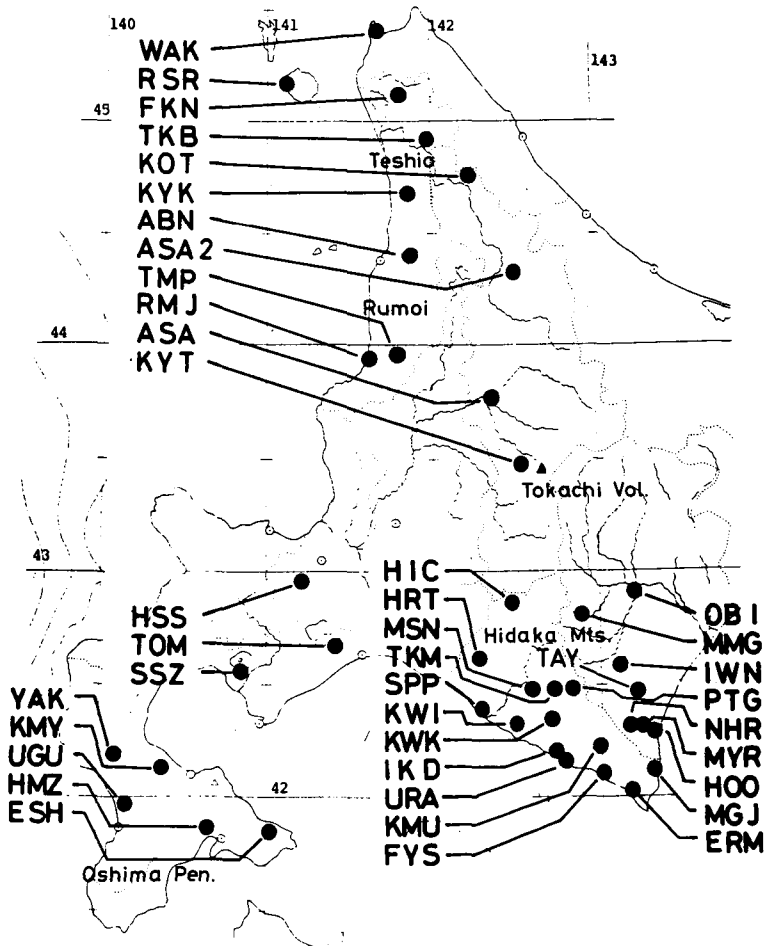 140
141
142
143
WAK
RSR
FKN
45
TKB
Teshio
KOT
KYK
ABN
ASA2
TMP
RMJ
Rumoi
ASA
44
KYT
Tokachi Vol.
43
HIC
HRT
HSS
MSN
Hidaka Mts.
OBI
TOM
TKM
TAY
MMG
SSZ
SPP
IWN
YAK
KWI
PTG
KMY
KWK
NHR
UGU
IKD
MYR
HMZ
42
URA
HOO
ESH
KMU
MGJ
FYS
ERM
Oshima Pen.